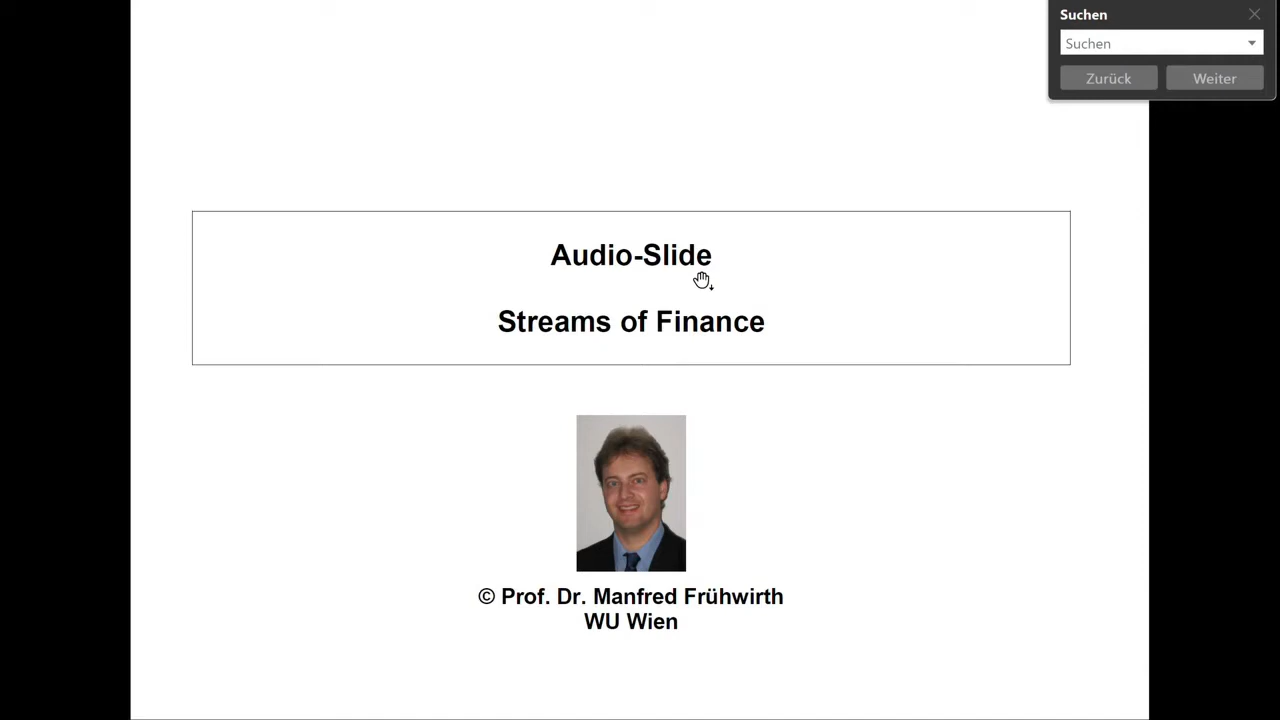 Suchen
Suchen
Zurück Weiter
Audio-Slide
Streams of Finance
© Prof. Dr. Manfred Frühwirth
WU Wien